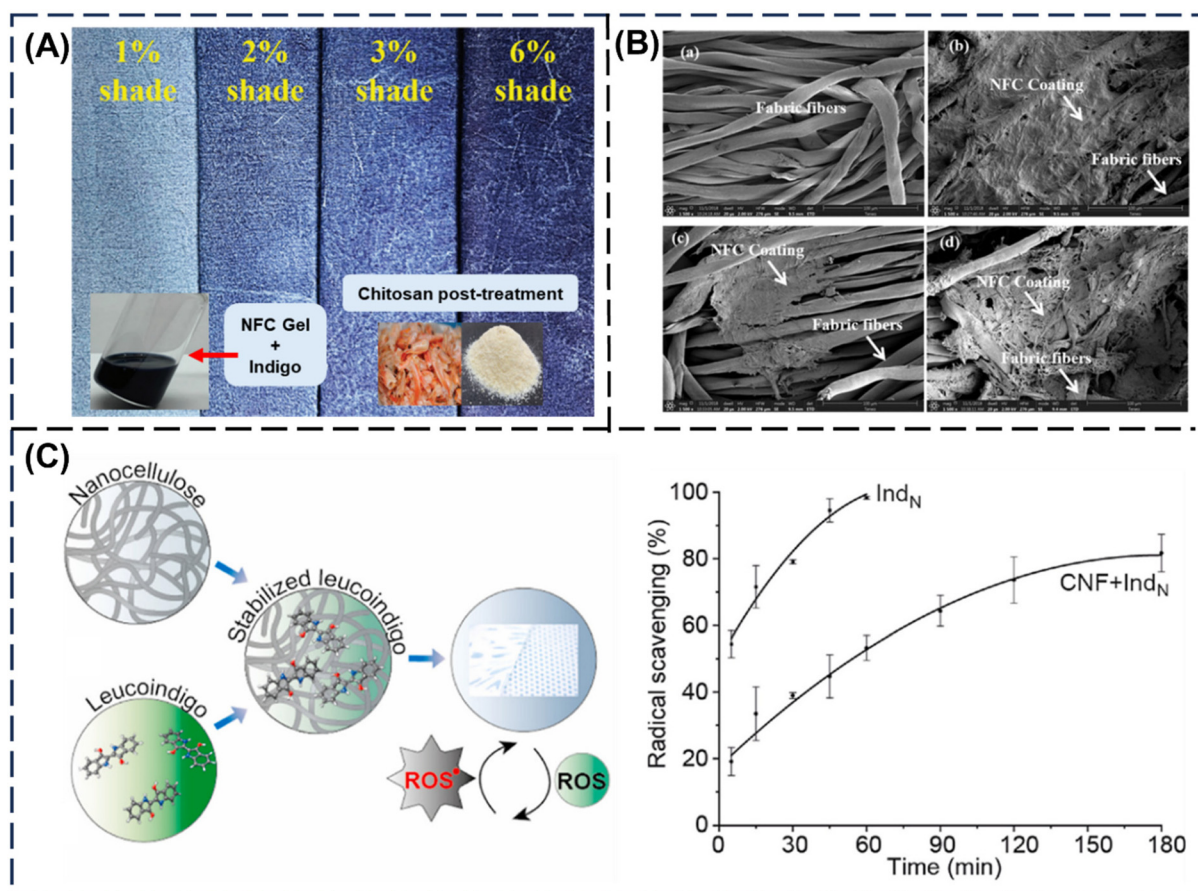 (A)
1%
shade
2%
shade
3%
shade
6%
shade
NFC Gel
+
Indigo
Chitosan post-treatment
(B)
(a)
Fabric fibers
(b)
NFC Coating
Fabric fibers
(c)
NFC Coating
Fabric fibers
(d)
NFC Coating
Fabric fibers
(C)
Nanocellulose
Leucoindigo
Stabilized leucoindigo
ROS•
ROS
Radical scavenging (%)
100
80
60
40
20
0
Ind_N
CNF+Ind_N
0 30 60 90 120 150 180
Time (min)